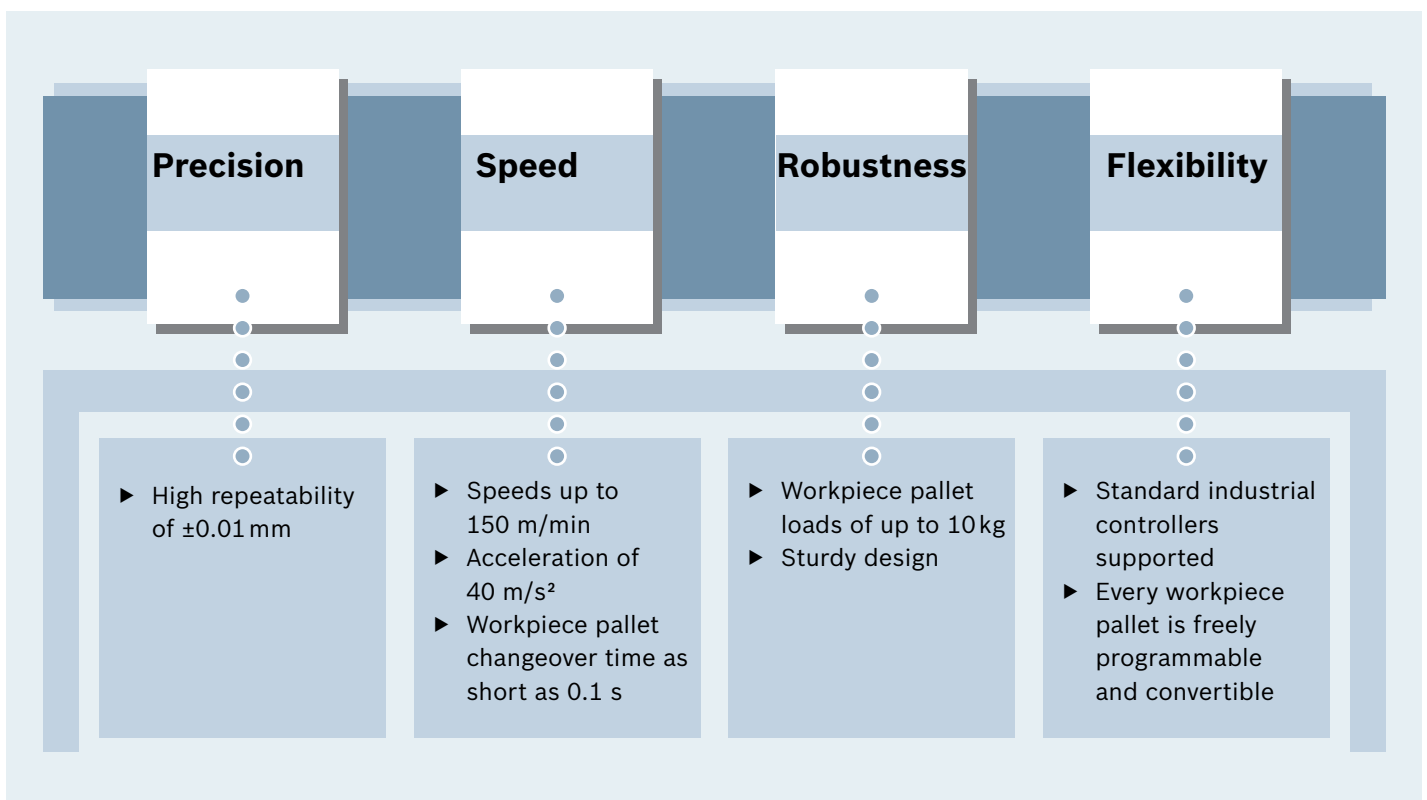 Precision
Speed
Robustness
Flexibility
▶ High repeatability
of ±0.01 mm
▶ Speeds up to
150 m/min
▶ Acceleration of
40 m/s²
▶ Workpiece pallet
changeover time as
short as 0.1 s
▶ Workpiece pallet
loads of up to 10 kg
▶ Sturdy design
▶ Standard industrial
controllers
supported
▶ Every workpiece
pallet is freely
programmable
and convertible